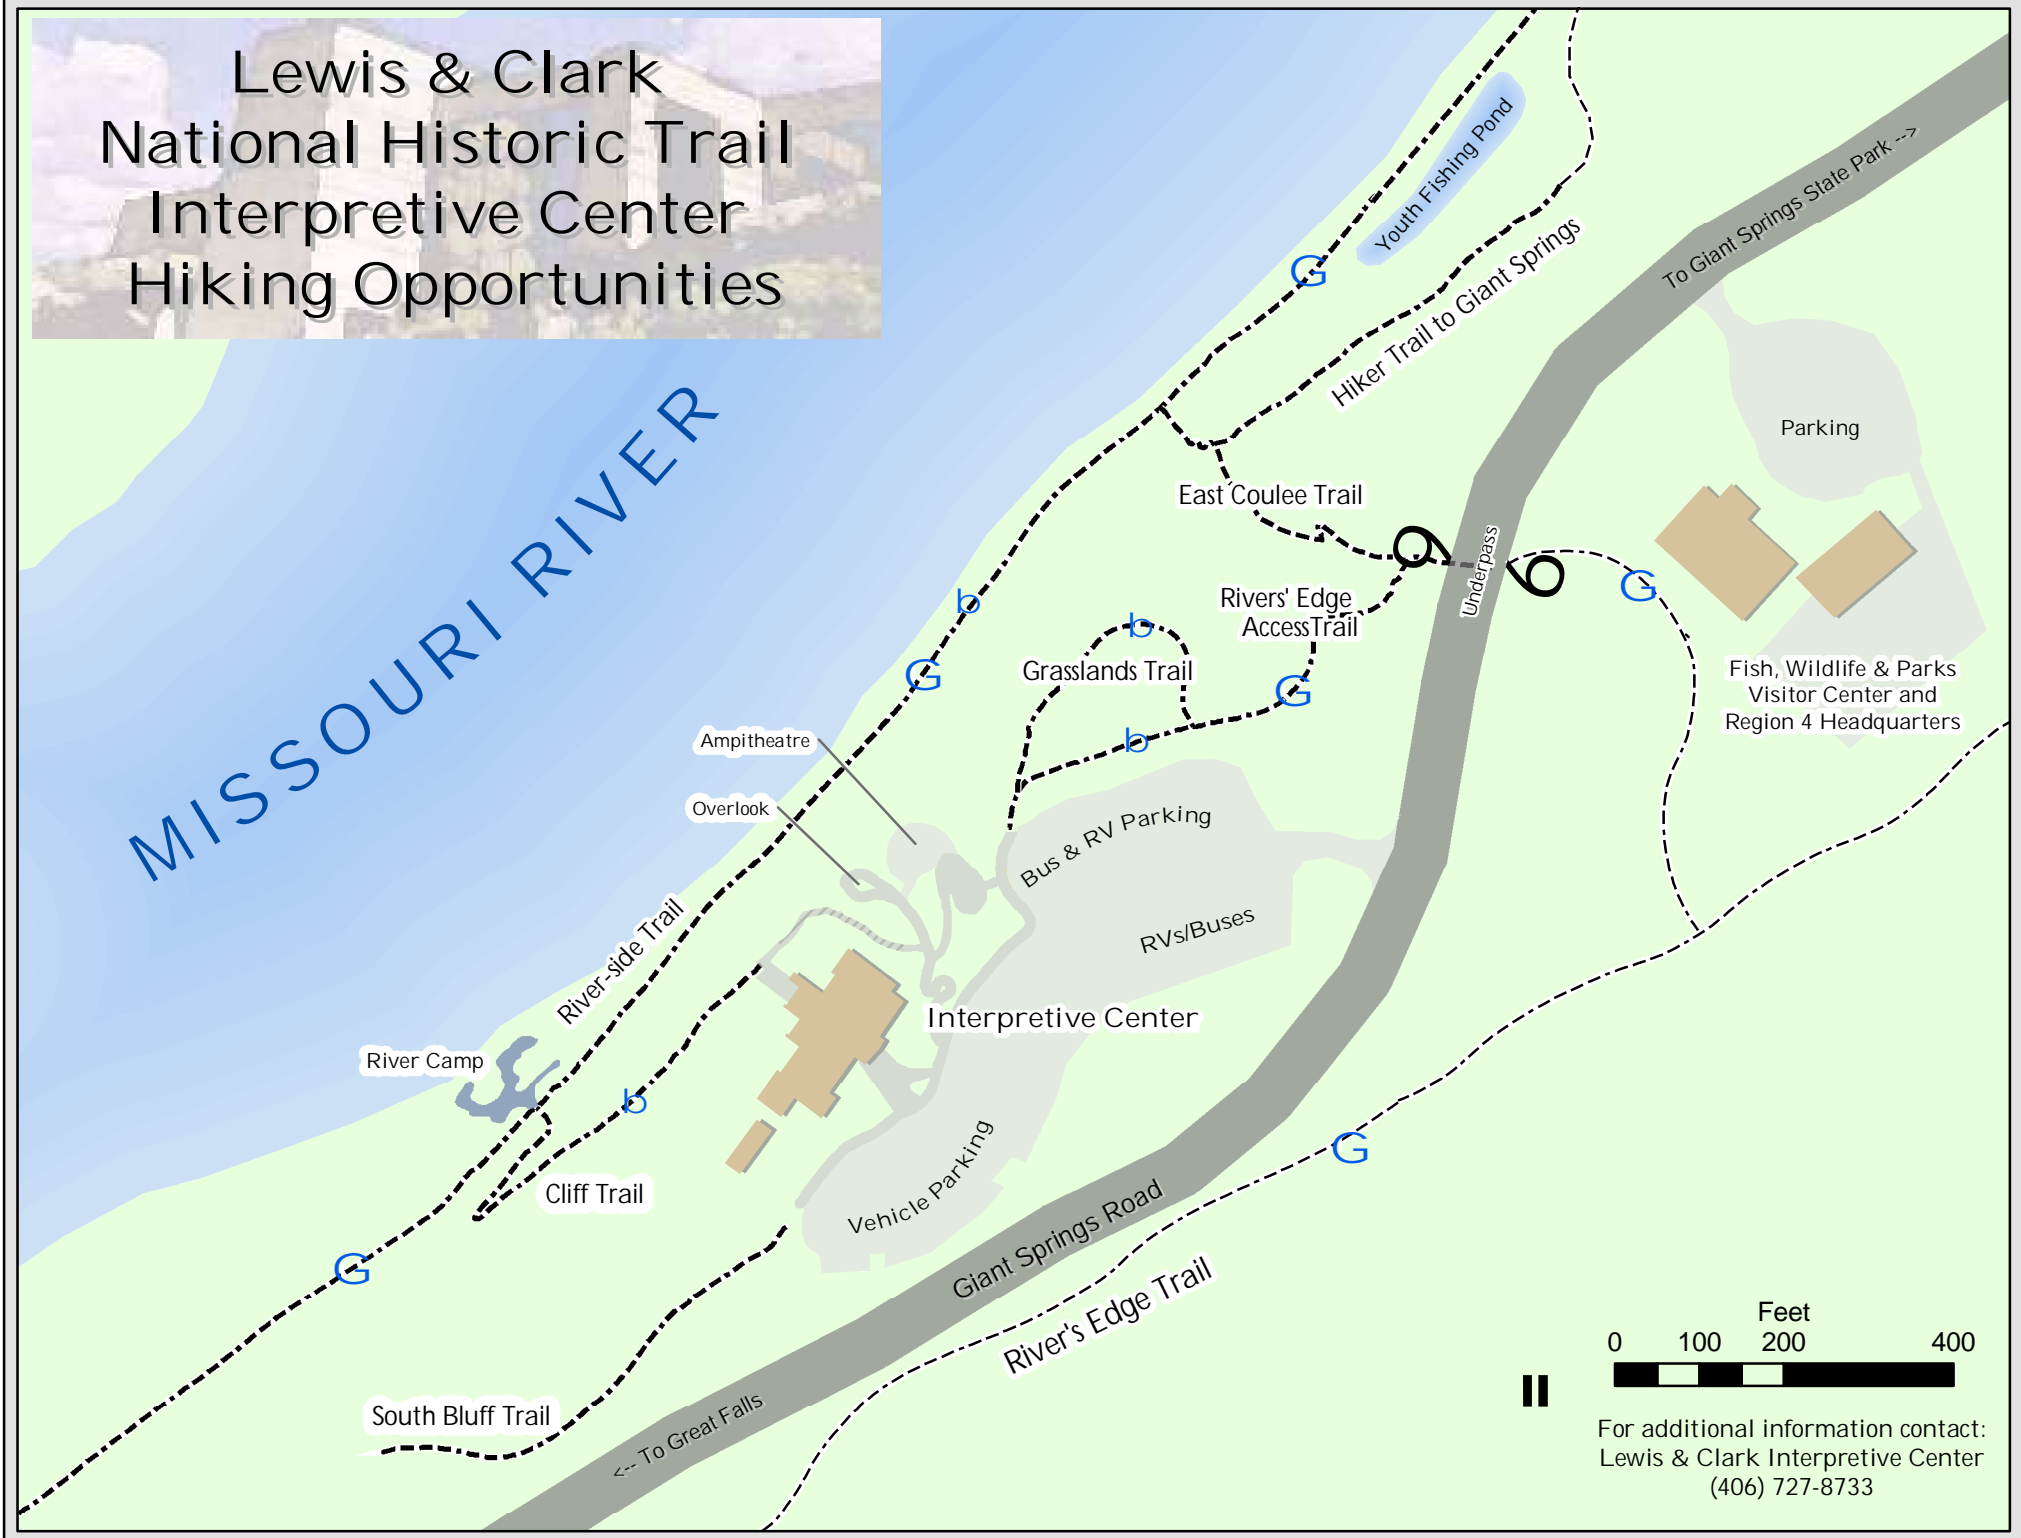 Lewis & Clark
National Historic Trail
Interpretive Center
Hiking Opportunities
MISSOURI RIVER
Youth Fishing Pond
To Giant Springs State Park -->
Hiker Trail to Giant Springs
G
Parking
East Coulee Trail
Underpass
G
Rivers' Edge
AccessTrail
b
b
Grasslands Trail
G
G
Fish, Wildlife & Parks
Visitor Center and
Region 4 Headquarters
b
Ampitheatre
Overlook
Bus & RV Parking
RVs/Buses
River-side Trail
Interpretive Center
River Camp
b
G
Cliff Trail
Vehicle Parking
Giant Springs Road
G
River's Edge Trail
South Bluff Trail
<-- To Great Falls
Feet
0 100 200 400
For additional information contact:
Lewis & Clark Interpretive Center
(406) 727-8733